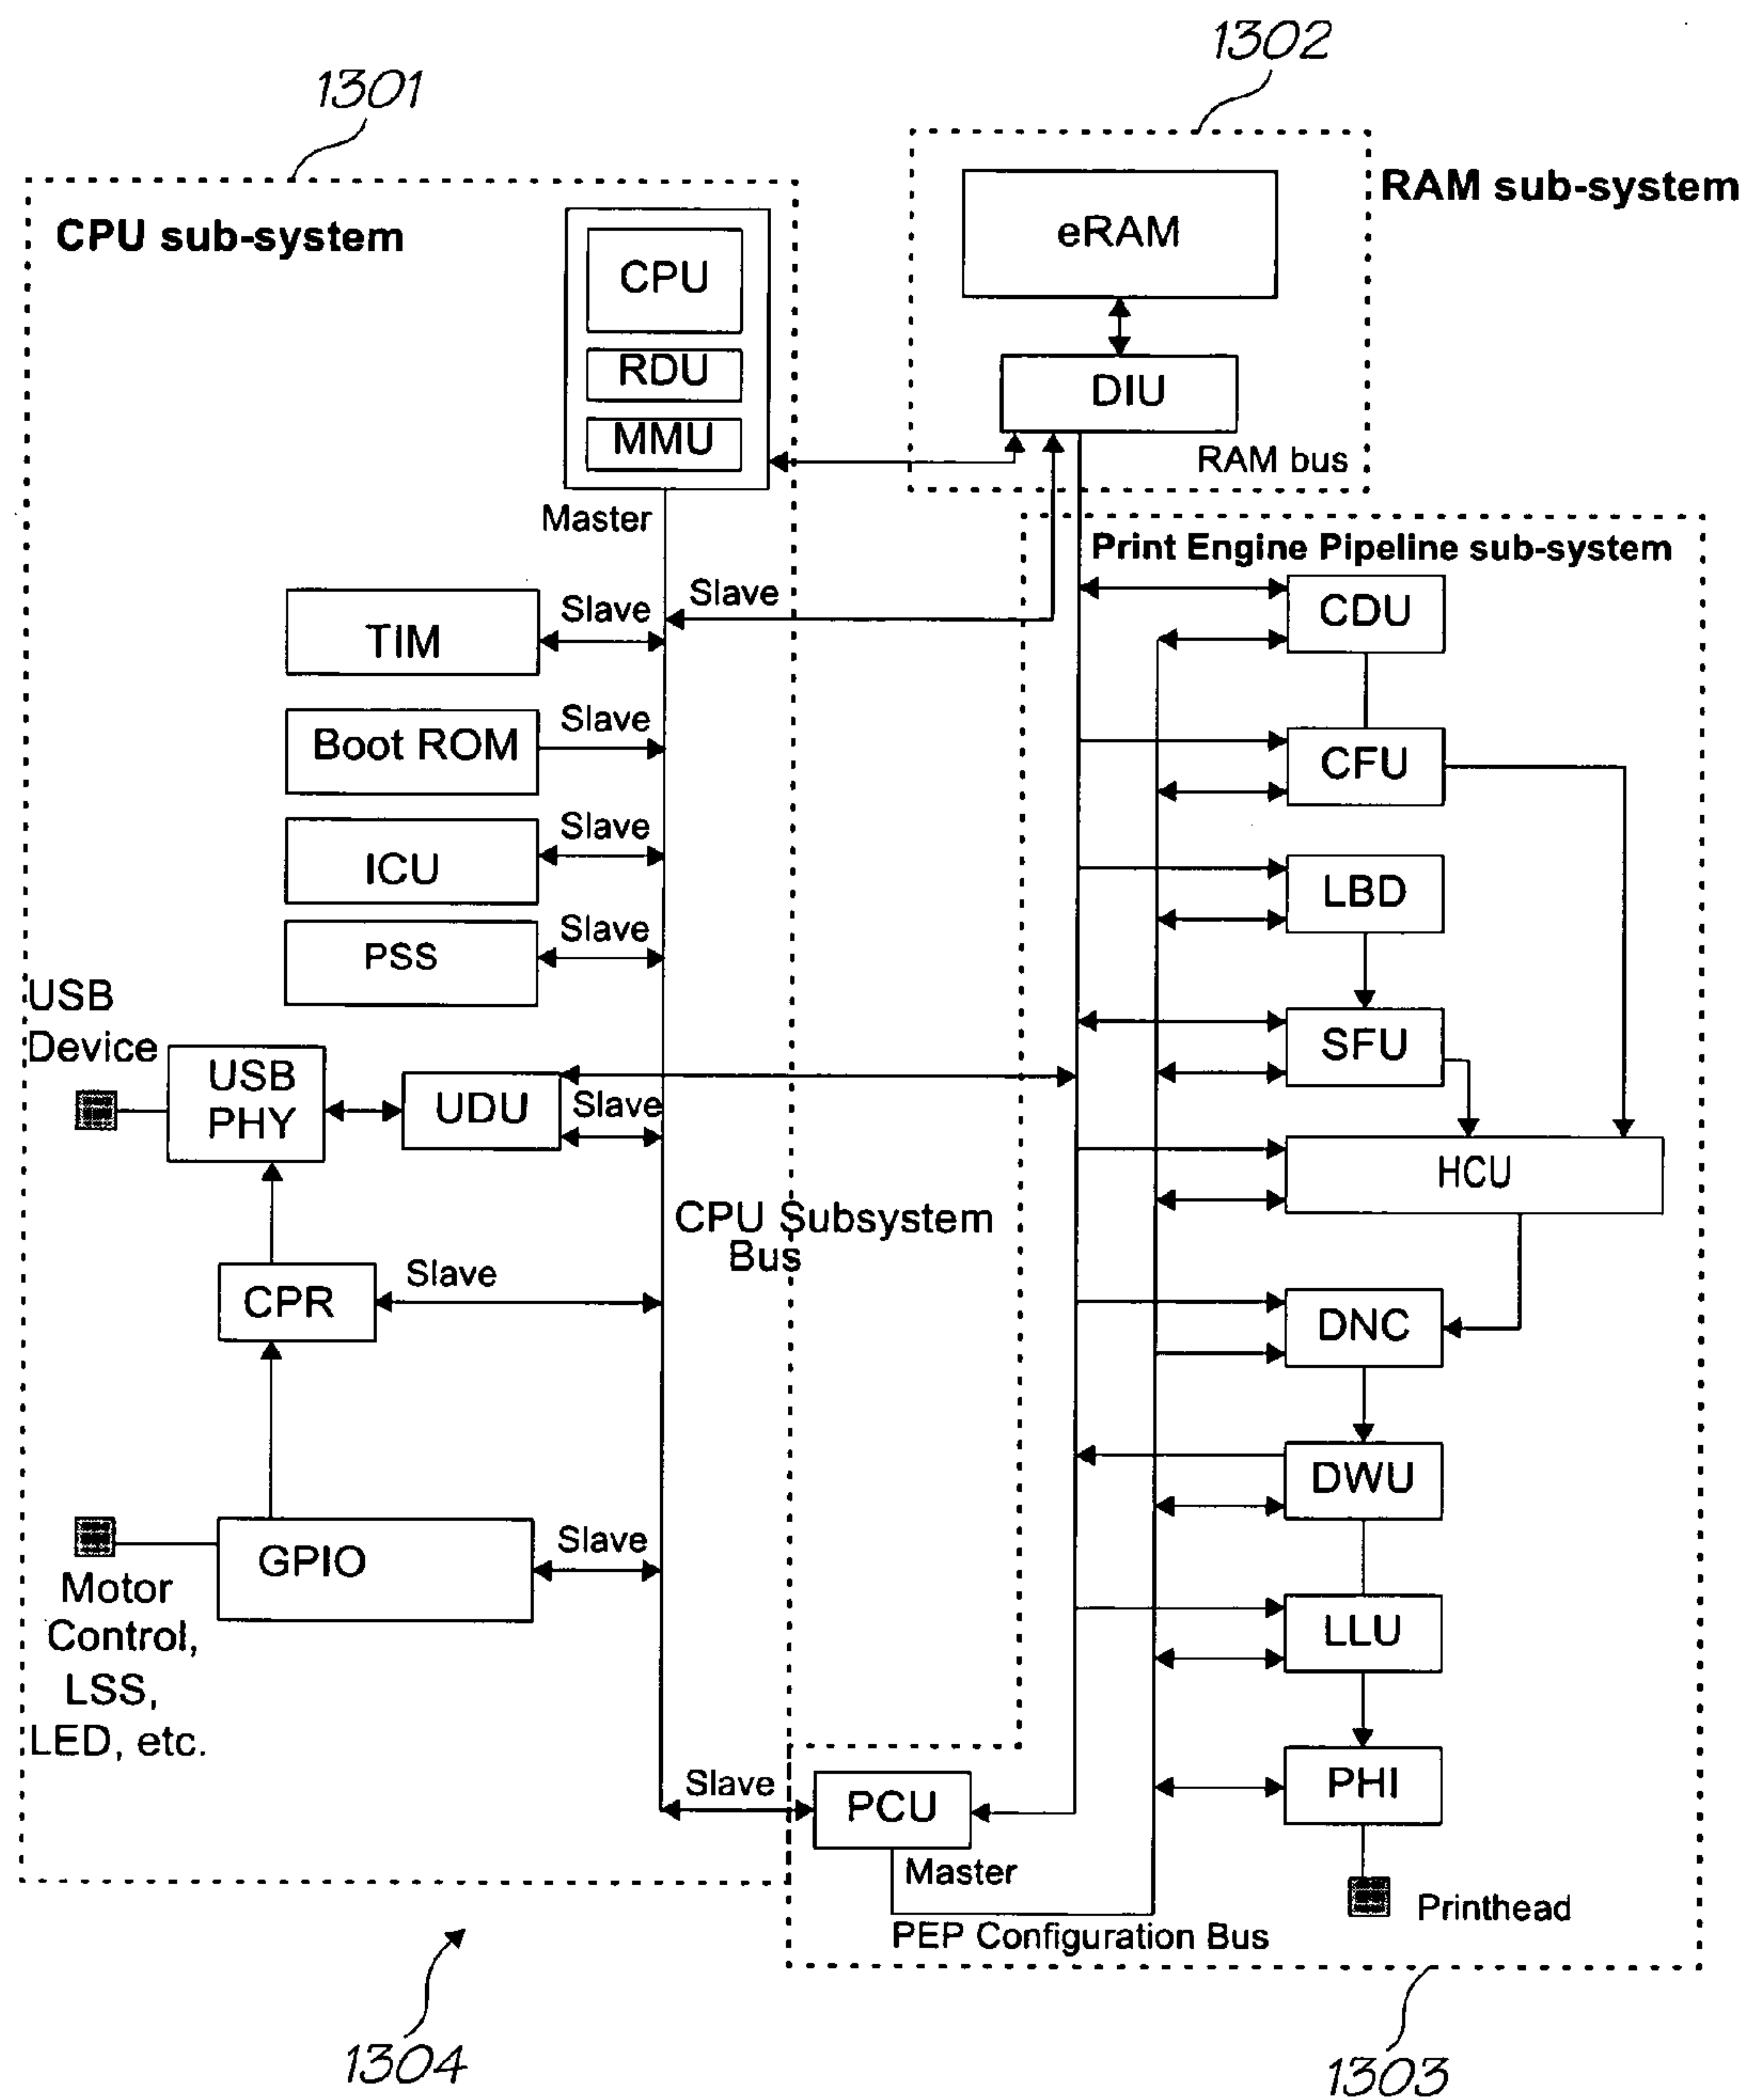 1302
1301
RAM sub-system
CPU sub-system
eRAM
CPU
RDU
DIU
MMU
RAM bus
Master
Print Engine Pipeline sub-system
Slave
Slave
CDU
TIM
Slave
Boot ROM
CFU
Slave
ICU
LBD
Slave
PSS
USB
Device
SFU
USB
PHY
UDU
Slave
HCU
CPU Subsystem
Bus
Slave
CPR
DNC
DWU
Slave
GPIO
Motor
Control,
LSS,
LED, etc.
LLU
Slave
PCU
PHI
Master
Printhead
PEP Configuration Bus
1304
1303